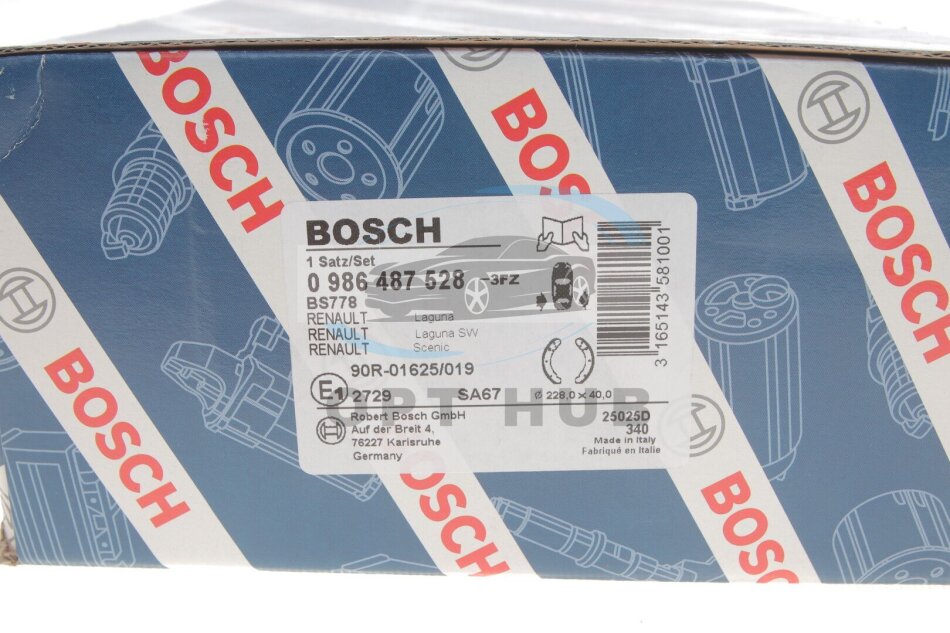 BOSCH
BOSCH
BOSCH
BOSCH
BOSCH
BOSCH
1 Satz/Set
0 986 487 528 -3FZ
BS778
RENAULT Laguna
RENAULT Laguna SW
RENAULT Scenic
3 165143 581001
90R-01625/019
E1 2729 SA67 Ø 228,0 x 40,0
OPT HUB
Robert Bosch GmbH
Auf der Breit 4,
76227 Karlsruhe
Germany
25025D
340
Made in Italy
Fabriqué en Italie